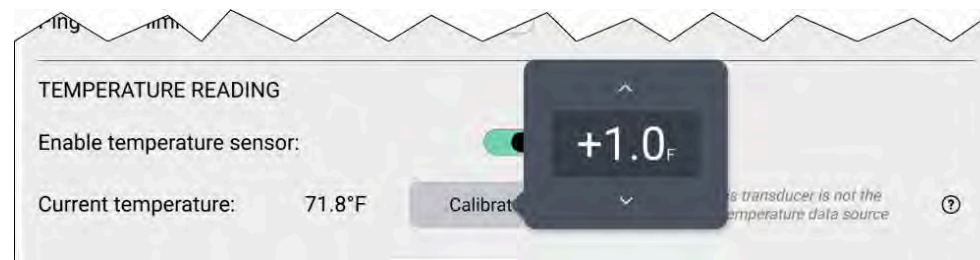 TEMPERATURE READING
Enable temperature sensor:
+1.0F
Current temperature: 71.8°F Calibrat
transducer is not the
temperature data source